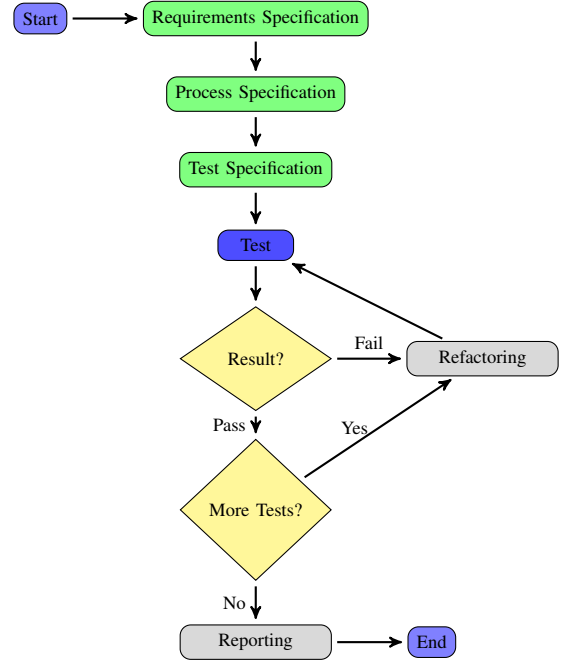 Start
Requirements Specification
Process Specification
Test Specification
Test
Result?
Fail
Refactoring
Pass
Yes
More Tests?
No
Reporting
End